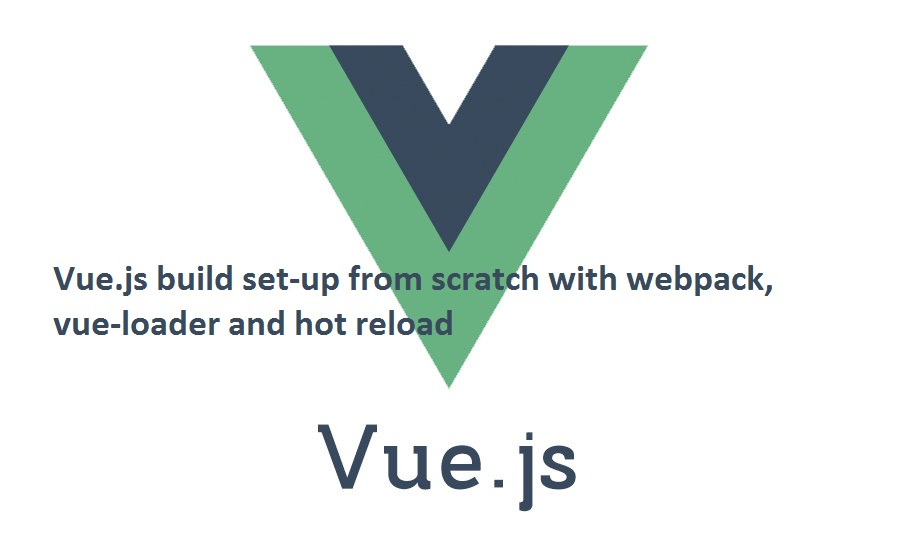 Vue.js build set-up from scratch with webpack,
vue-loader and hot reload
Vue.js